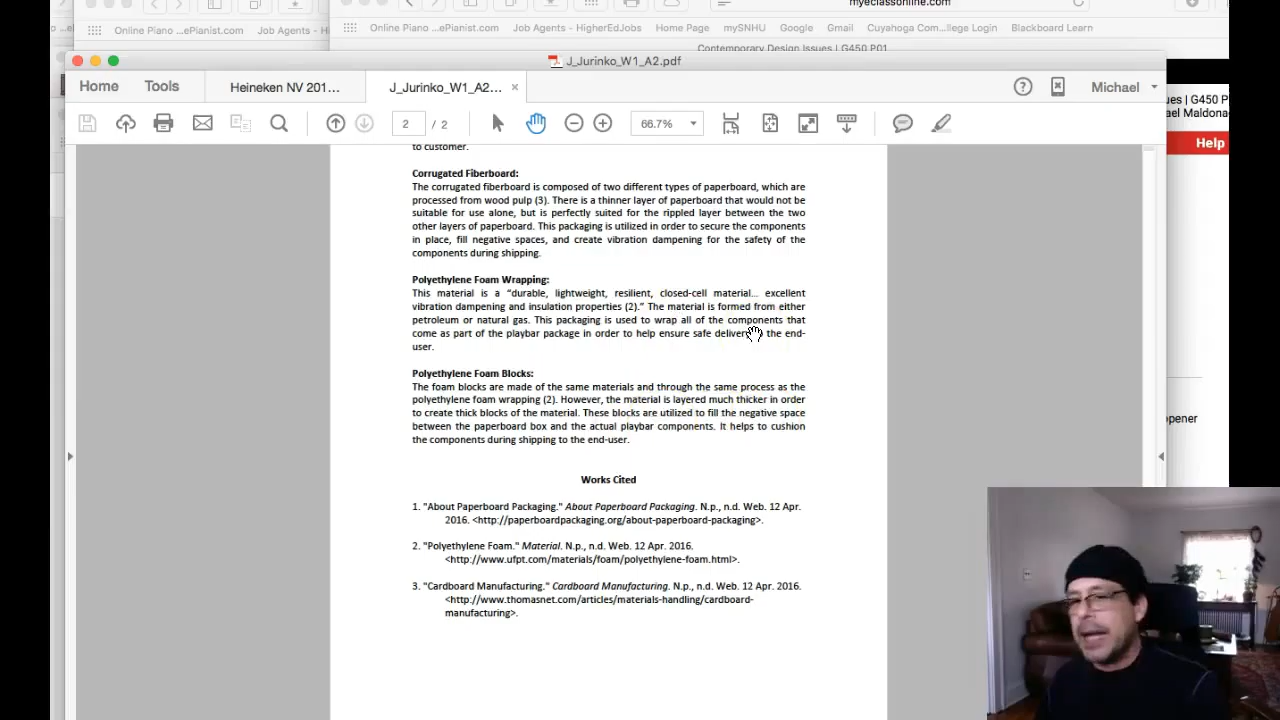 myeclassonline.com
Online Piano ...ePianist.com
Job Agents - H
Online Piano ...ePianist.com
Job Agents - HigherEdJobs
Home Page
mySNHU
Google
Gmail
Cuyahoga Com...llege Login
Blackboard Learn
Contemporary Design Issues | G450 P01
J_Jurinko_W1_A2.pdf
Home
Tools
Heineken NV 201...
J_Jurinko_W1_A2...
×
Michael
ues | G450 P
ael Maldona
2
/ 2
66.7%
Help
to customer.
Corrugated Fiberboard:
The corrugated fiberboard is composed of two different types of paperboard, which are
processed from wood pulp (3). There is a thinner layer of paperboard that would not be
suitable for use alone, but is perfectly suited for the rippled layer between the two
other layers of paperboard. This packaging is utilized in order to secure the components
in place, fill negative spaces, and create vibration dampening for the safety of the
components during shipping.
Polyethylene Foam Wrapping:
This material is a “durable, lightweight, resilient, closed-cell material… excellent
vibration dampening and insulation properties (2).” The material is formed from either
petroleum or natural gas. This packaging is used to wrap all of the components that
come as part of the playbar package in order to help ensure safe deliver the end-
user.
Polyethylene Foam Blocks:
The foam blocks are made of the same materials and through the same process as the
polyethylene foam wrapping (2). However, the material is layered much thicker in order
to create thick blocks of the material. These blocks are utilized to fill the negative space
between the paperboard box and the actual playbar components. It helps to cushion
the components during shipping to the end-user.
opener
Works Cited
1. "About Paperboard Packaging." About Paperboard Packaging. N.p., n.d. Web. 12 Apr.
2016. <http://paperboardpackaging.org/about-paperboard-packaging>.
2. "Polyethylene Foam." Material. N.p., n.d. Web. 12 Apr. 2016.
<http://www.ufpt.com/materials/foam/polyethylene-foam.html>.
3. "Cardboard Manufacturing." Cardboard Manufacturing. N.p., n.d. Web. 12 Apr. 2016.
<http://www.thomasnet.com/articles/materials-handling/cardboard-
manufacturing>.